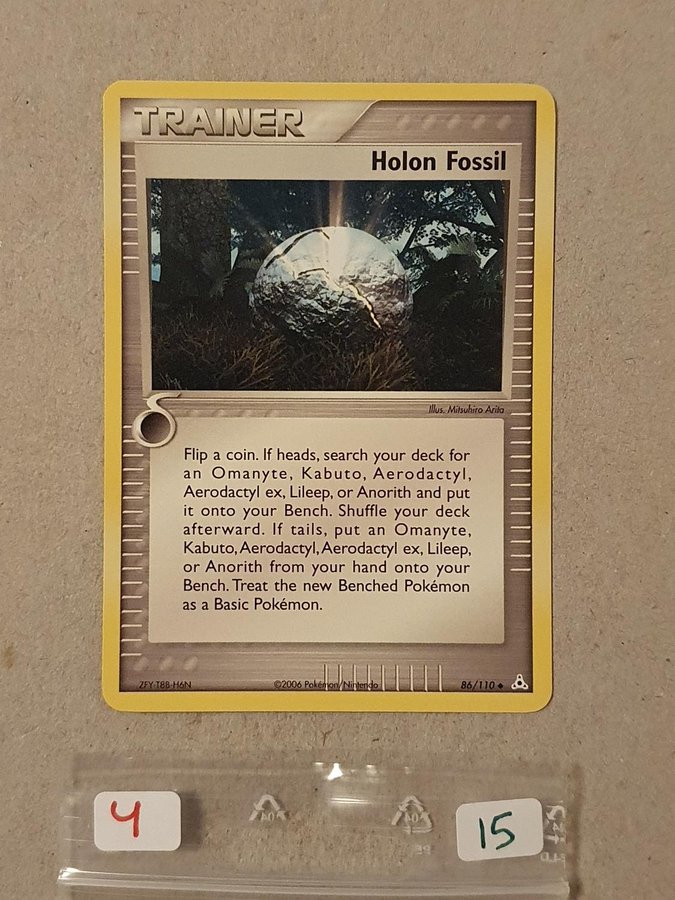 TRAINER
Holon Fossil
Illus. Mitsuhiro Arita
Flip a coin. If heads, search your deck for
an Omanyte, Kabuto, Aerodactyl,
Aerodactyl ex, Lileep, or Anorith and put
it onto your Bench. Shuffle your deck
afterward. If tails, put an Omanyte,
Kabuto, Aerodactyl, Aerodactyl ex, Lileep,
or Anorith from your hand onto your
Bench. Treat the new Benched Pokémon
as a Basic Pokémon.
ZFY-T8B-H6N ©2006 Pokémon/Nintendo 86/110
4 15